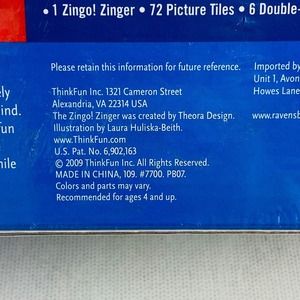 • 1 Zingo! Zinger • 72 Picture Tiles • 6 Double-
Please retain this information for future reference.
ThinkFun Inc. 1321 Cameron Street
Alexandria, VA 22314 USA
The Zingo! Zinger was created by Theora Design.
Illustration by Laura Huliska-Beith.
www.ThinkFun.com
U.S. Pat. No. 6,902,163
© 2009 ThinkFun Inc. All Rights Reserved.
MADE IN CHINA, 109. #7700. PB07.
Colors and parts may vary.
Recommended for ages 4 and up.
Imported by
Unit 1, Avon
Howes Lane
www.ravensb
ely
ind.
Fun
hile